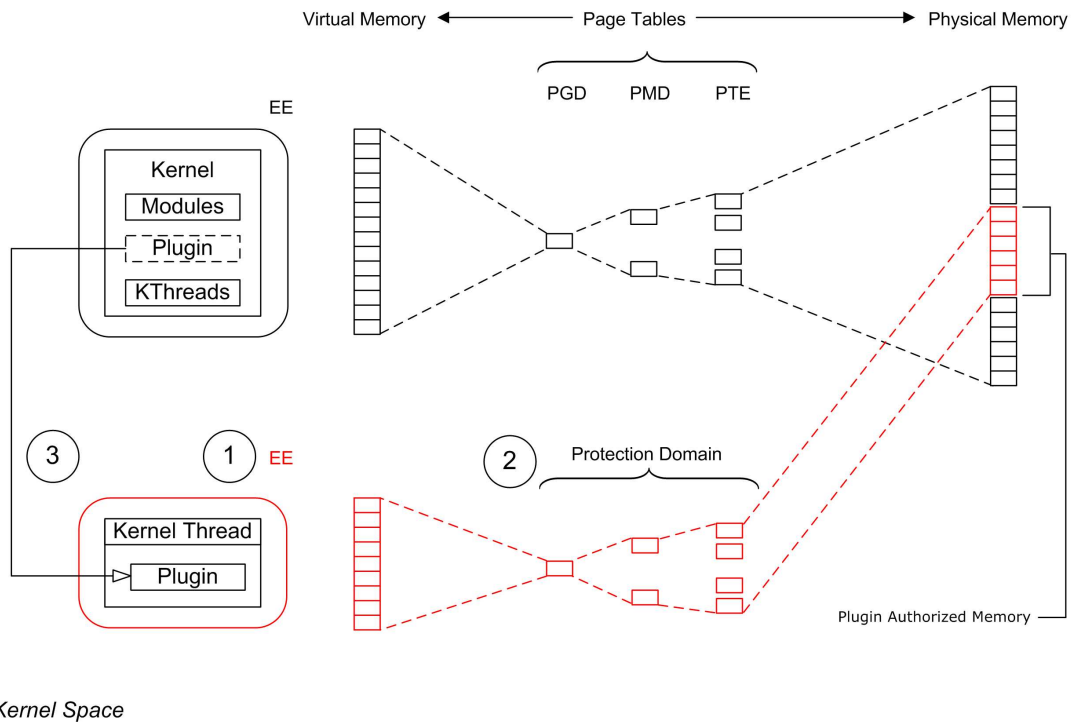 Virtual Memory Page Tables Physical Memory
PGD PMD PTE
EE
Kernel
Modules
Plugin
KThreads
3
1
EE
2
Protection Domain
Kernel Thread
Plugin
Plugin Authorized Memory
Kernel Space